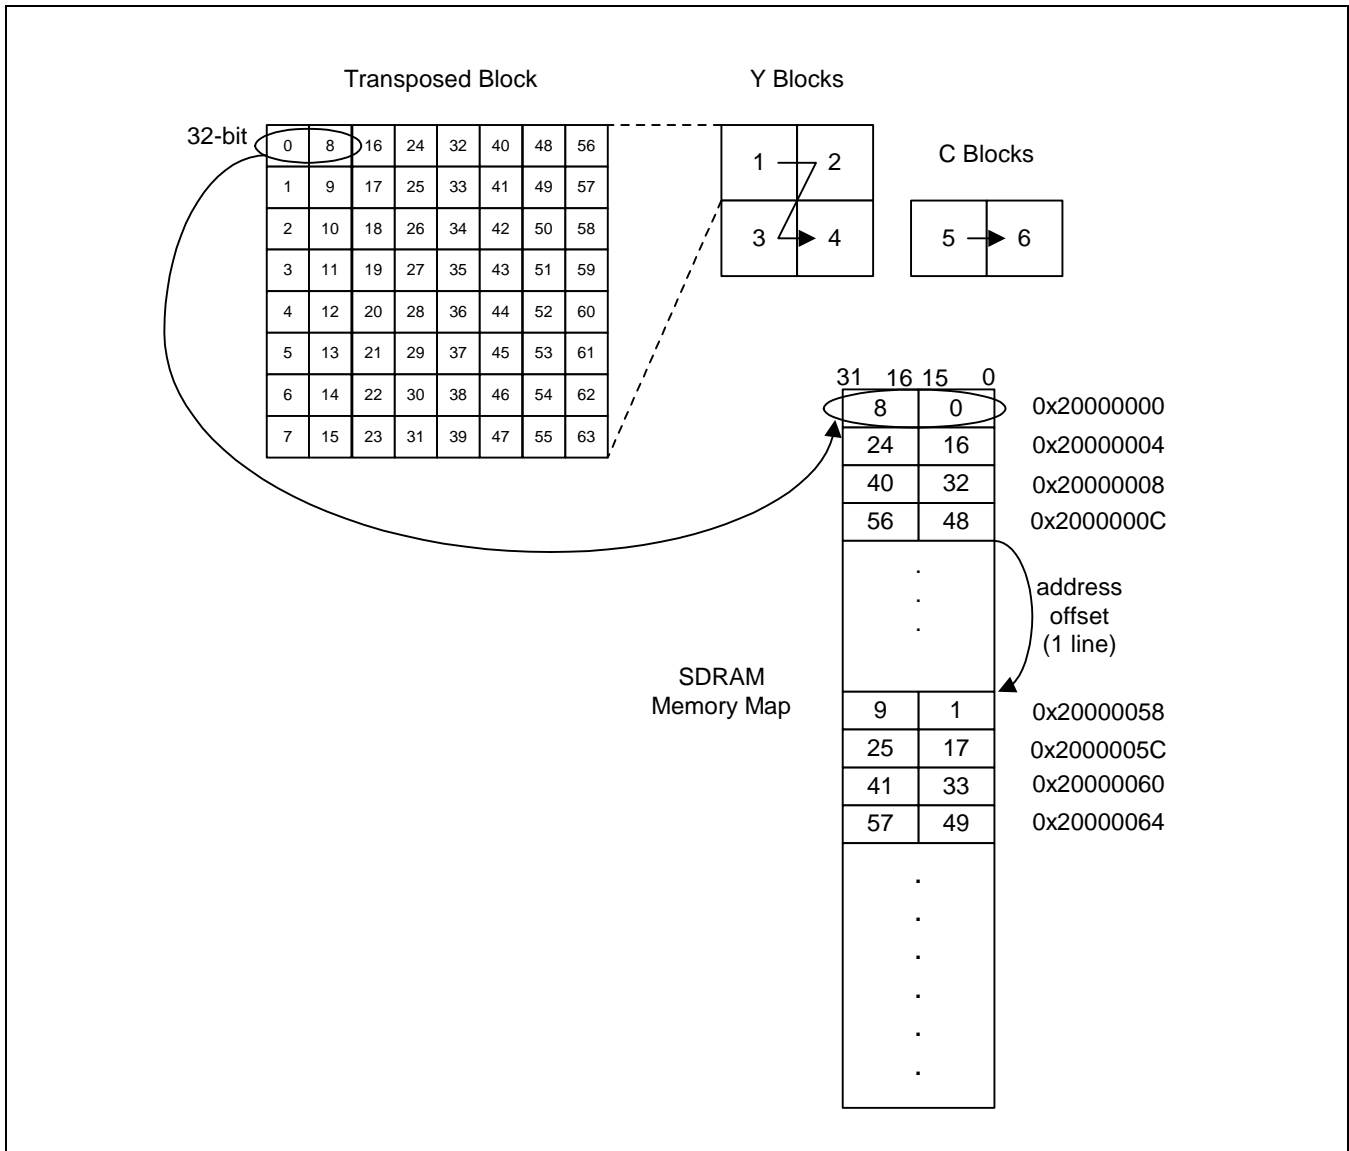 Transposed Block
Y Blocks
32-bit
0 8 16 24 32 40 48 56
1 9 17 25 33 41 49 57
2 10 18 26 34 42 50 58
3 11 19 27 35 43 51 59
4 12 20 28 36 44 52 60
5 13 21 29 37 45 53 61
6 14 22 30 38 46 54 62
7 15 23 31 39 47 55 63
1 2
3 4
C Blocks
5 6
31 16 15 0
8 0 0x20000000
24 16 0x20000004
40 32 0x20000008
56 48 0x2000000C
.
.
.
address
offset
(1 line)
SDRAM
Memory Map
9 1 0x20000058
25 17 0x2000005C
41 33 0x20000060
57 49 0x20000064
.
.
.
.
.
.